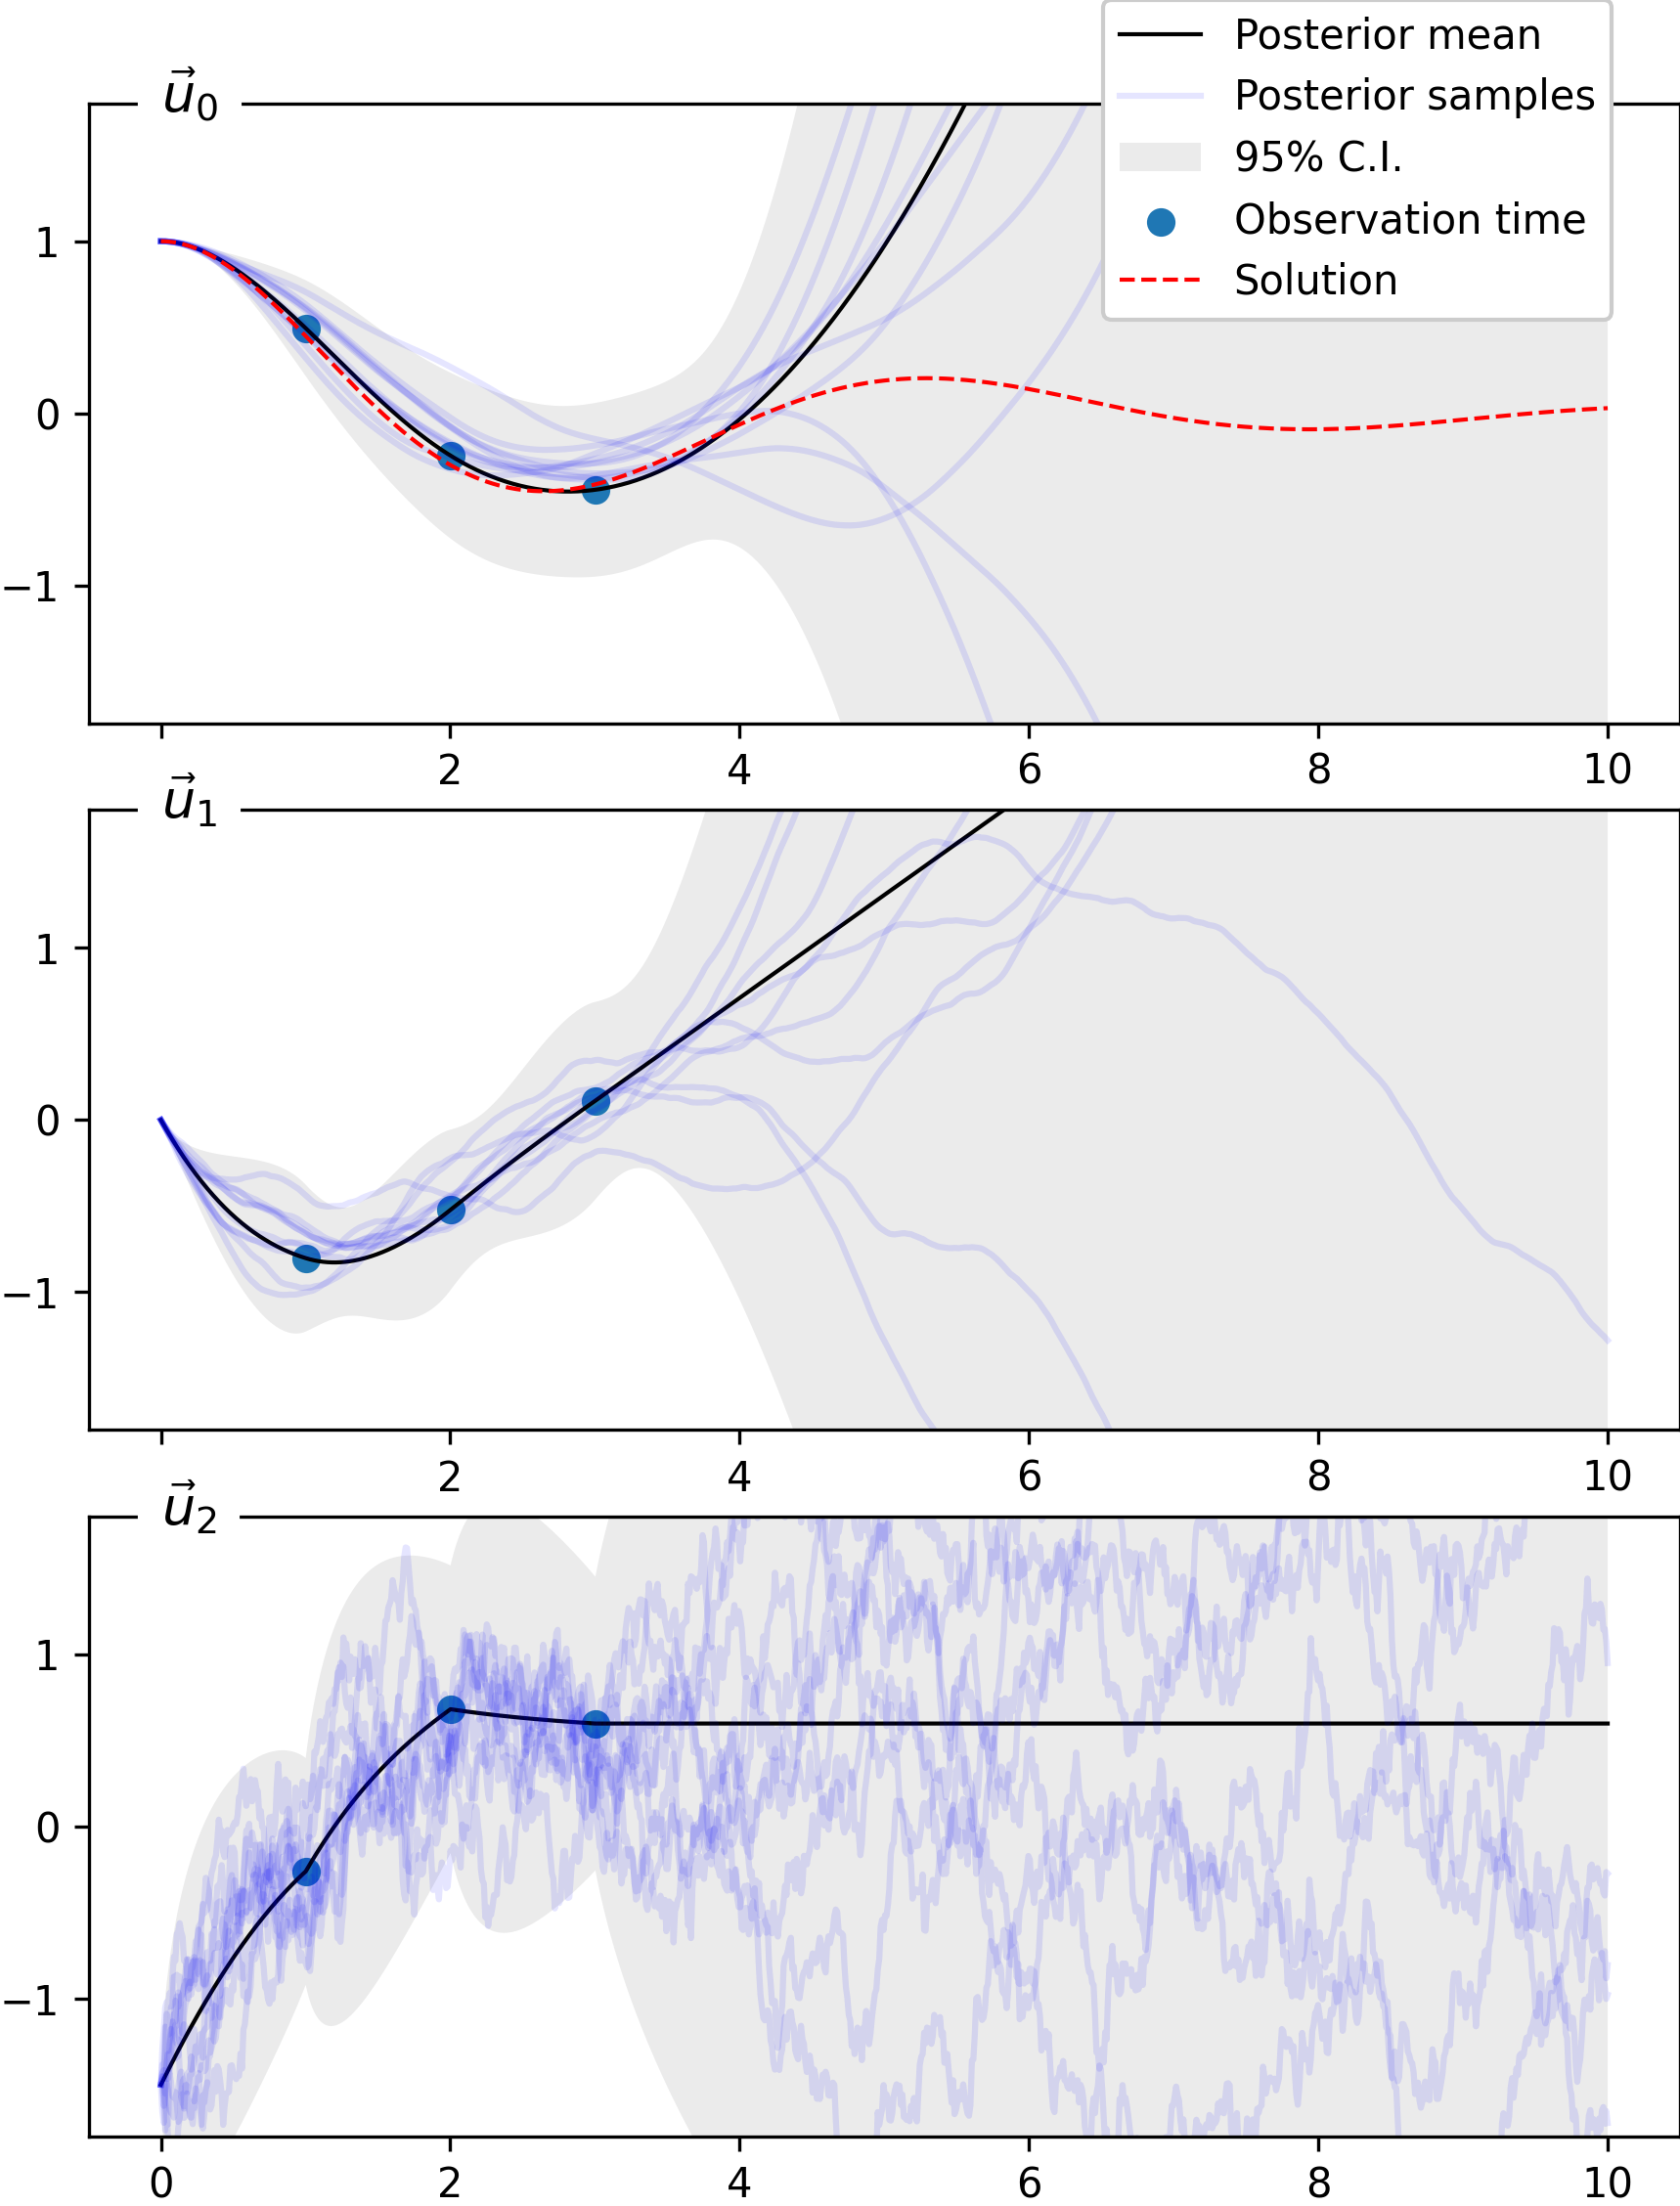 Posterior mean
Posterior samples
95% C.I.
Observation time
Solution
u⃗₀
1
0
−1
2 4 6 8 10
u⃗₁
1
0
−1
2 4 6 8 10
u⃗₂
1
0
−1
0 2 4 6 8 10